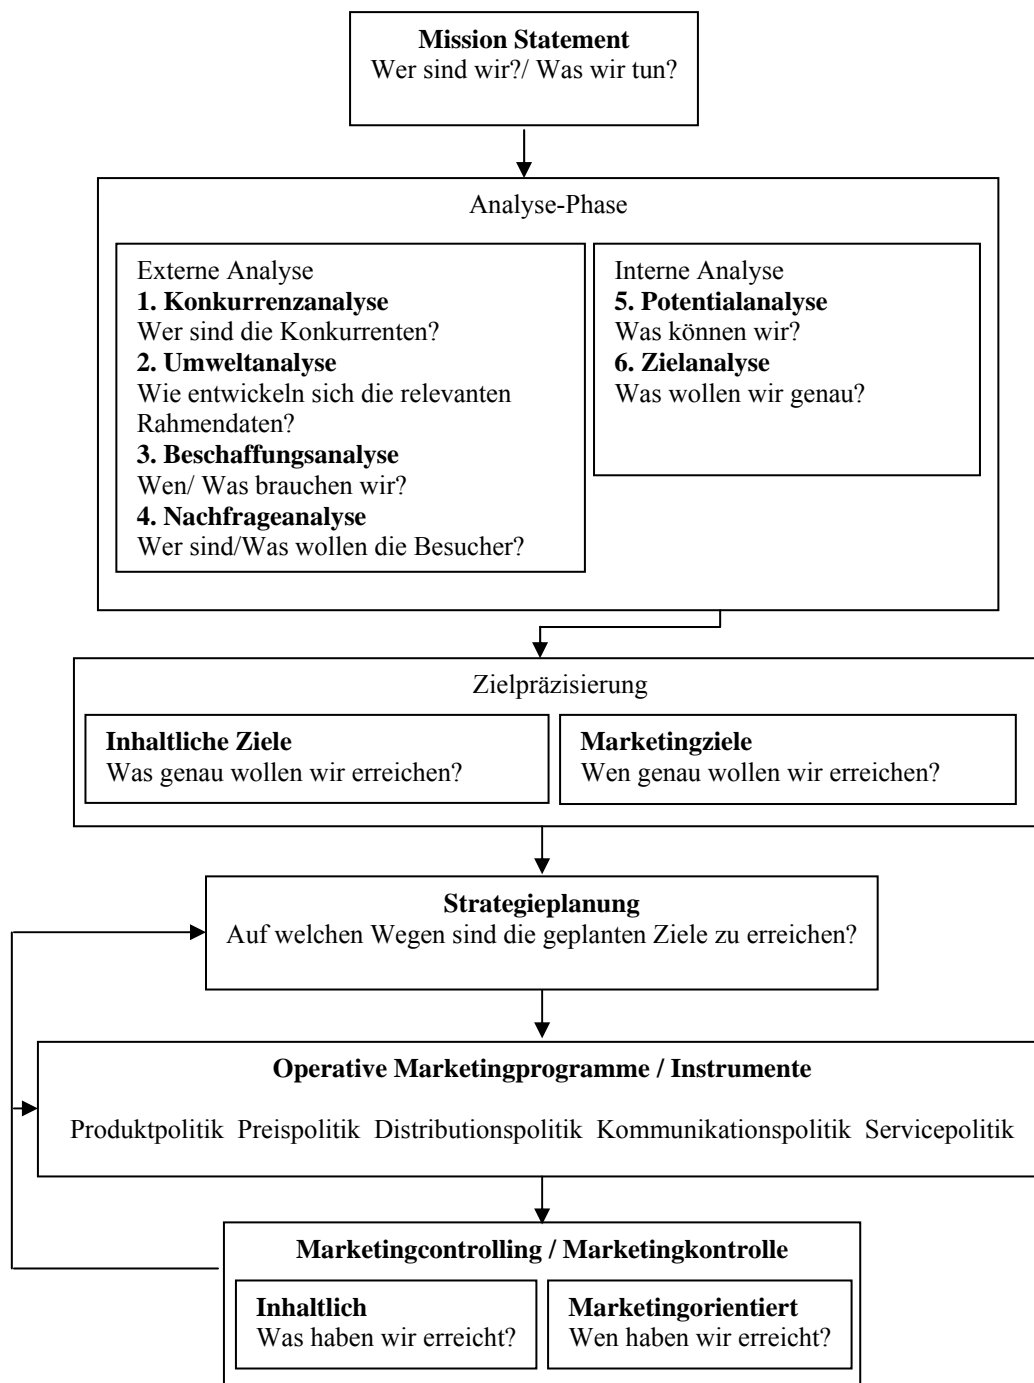 Mission Statement
Wer sind wir?/ Was wir tun?
Analyse-Phase
Externe Analyse
1. Konkurrenzanalyse
Wer sind die Konkurrenten?
2. Umweltanalyse
Wie entwickeln sich die relevanten
Rahmendaten?
3. Beschaffungsanalyse
Wen/ Was brauchen wir?
4. Nachfrageanalyse
Wer sind/Was wollen die Besucher?
Interne Analyse
5. Potentialanalyse
Was können wir?
6. Zielanalyse
Was wollen wir genau?
Zielpräzisierung
Inhaltliche Ziele
Was genau wollen wir erreichen?
Marketingziele
Wen genau wollen wir erreichen?
Strategieplanung
Auf welchen Wegen sind die geplanten Ziele zu erreichen?
Operative Marketingprogramme / Instrumente
Produktpolitik Preispolitik Distributionspolitik Kommunikationspolitik Servicepolitik
Marketingcontrolling / Marketingkontrolle
Inhaltlich
Was haben wir erreicht?
Marketingorientiert
Wen haben wir erreicht?